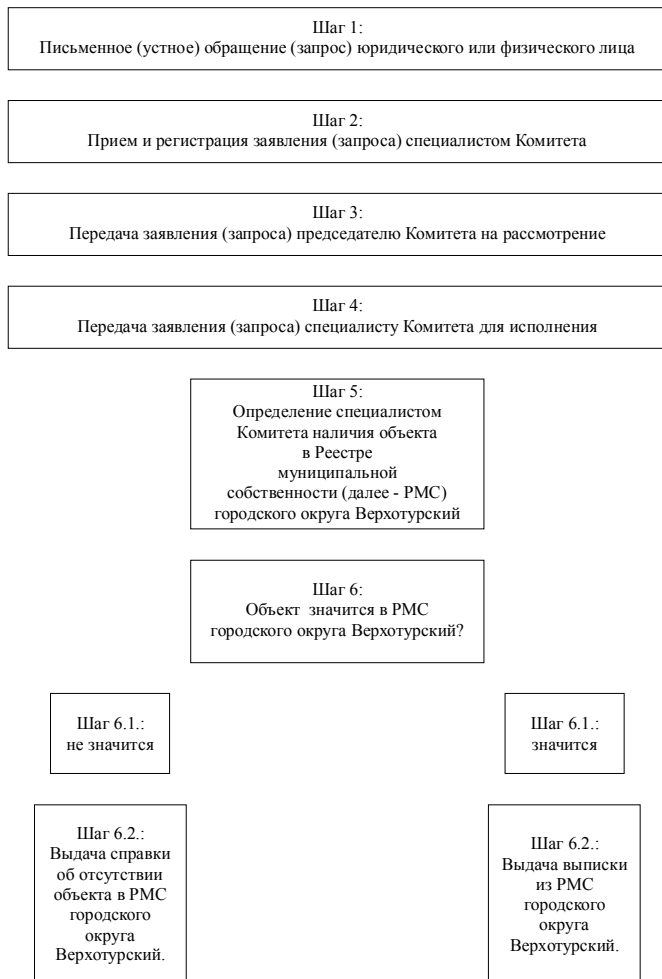 Шаг 1:
Письменное (устное) обращение (запрос) юридического или физического лица
Шаг 2:
Прием и регистрация заявления (запроса) специалистом Комитета
Шаг 3:
Передача заявления (запроса) председателю Комитета на рассмотрение
Шаг 4:
Передача заявления (запроса) специалисту Комитета для исполнения
Шаг 5:
Определение специалистом
Комитета наличия объекта
в Реестре
муниципальной
собственности (далее - РМС)
городского округа Верхотурский
Шаг 6:
Объект  значится в РМС
городского округа Верхотурский?
Шаг 6.1.:
не значится
Шаг 6.1.:
значится
Шаг 6.2.:
Выдача справки
об отсутствии
объекта в РМС
городского
округа
Верхотурский.
Шаг 6.2.:
Выдача выписки
из РМС
городского
округа
Верхотурский.